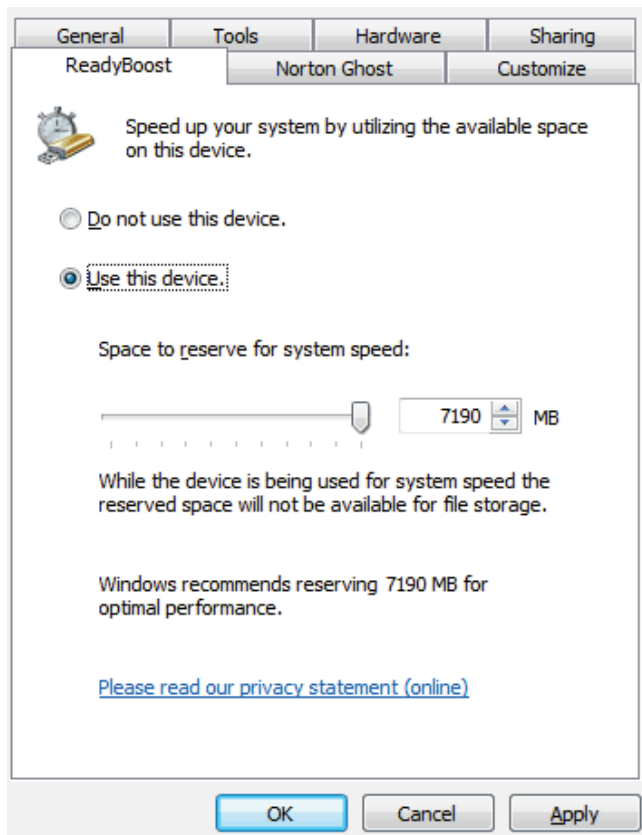 General Tools Hardware Sharing
ReadyBoost Norton Ghost Customize
Speed up your system by utilizing the available space
on this device.
Do not use this device.
Use this device.
Space to reserve for system speed:
7190 MB
While the device is being used for system speed the
reserved space will not be available for file storage.
Windows recommends reserving 7190 MB for
optimal performance.
Please read our privacy statement (online)
OK Cancel Apply